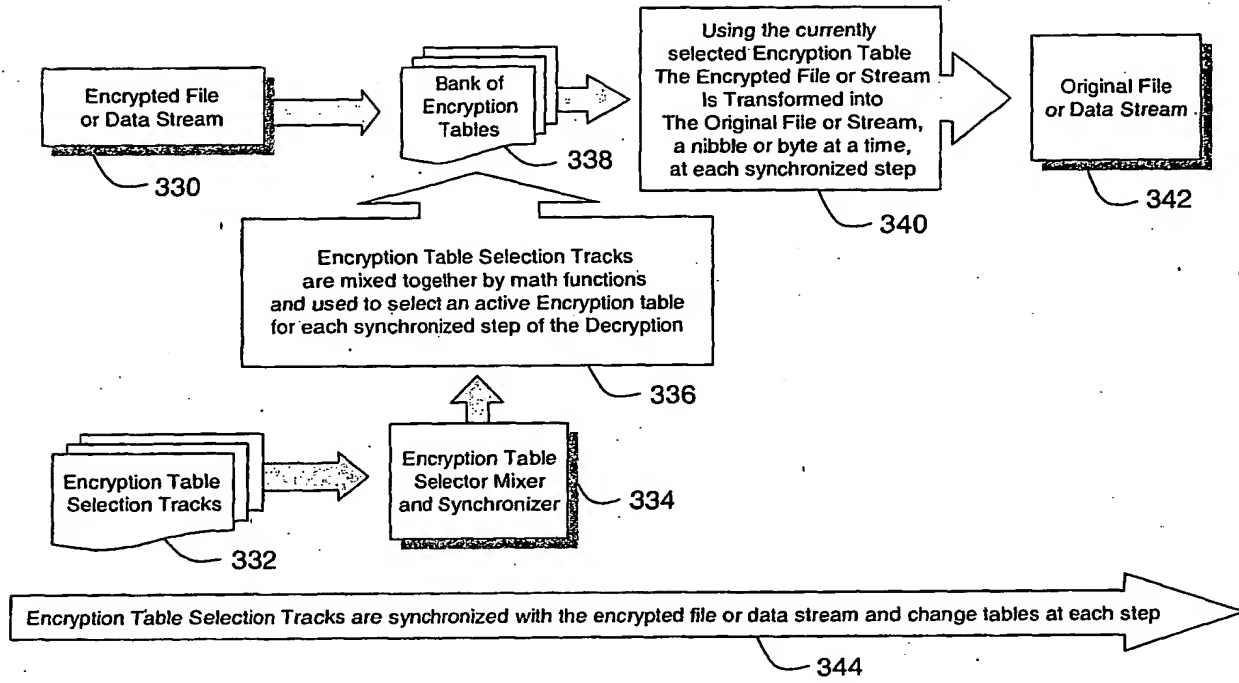 Encrypted File
or Data Stream
330
Bank of
Encryption
Tables
338
Using the currently
selected Encryption Table
The Encrypted File or Stream
Is Transformed into
The Original File or Stream,
a nibble or byte at a time,
at each synchronized step
340
Original File
or Data Stream
342
Encryption Table Selection Tracks
are mixed together by math functions
and used to select an active Encryption table
for each synchronized step of the Decryption
336
Encryption Table
Selection Tracks
332
Encryption Table
Selector Mixer
and Synchronizer
334
Encryption Table Selection Tracks are synchronized with the encrypted file or data stream and change tables at each step
344